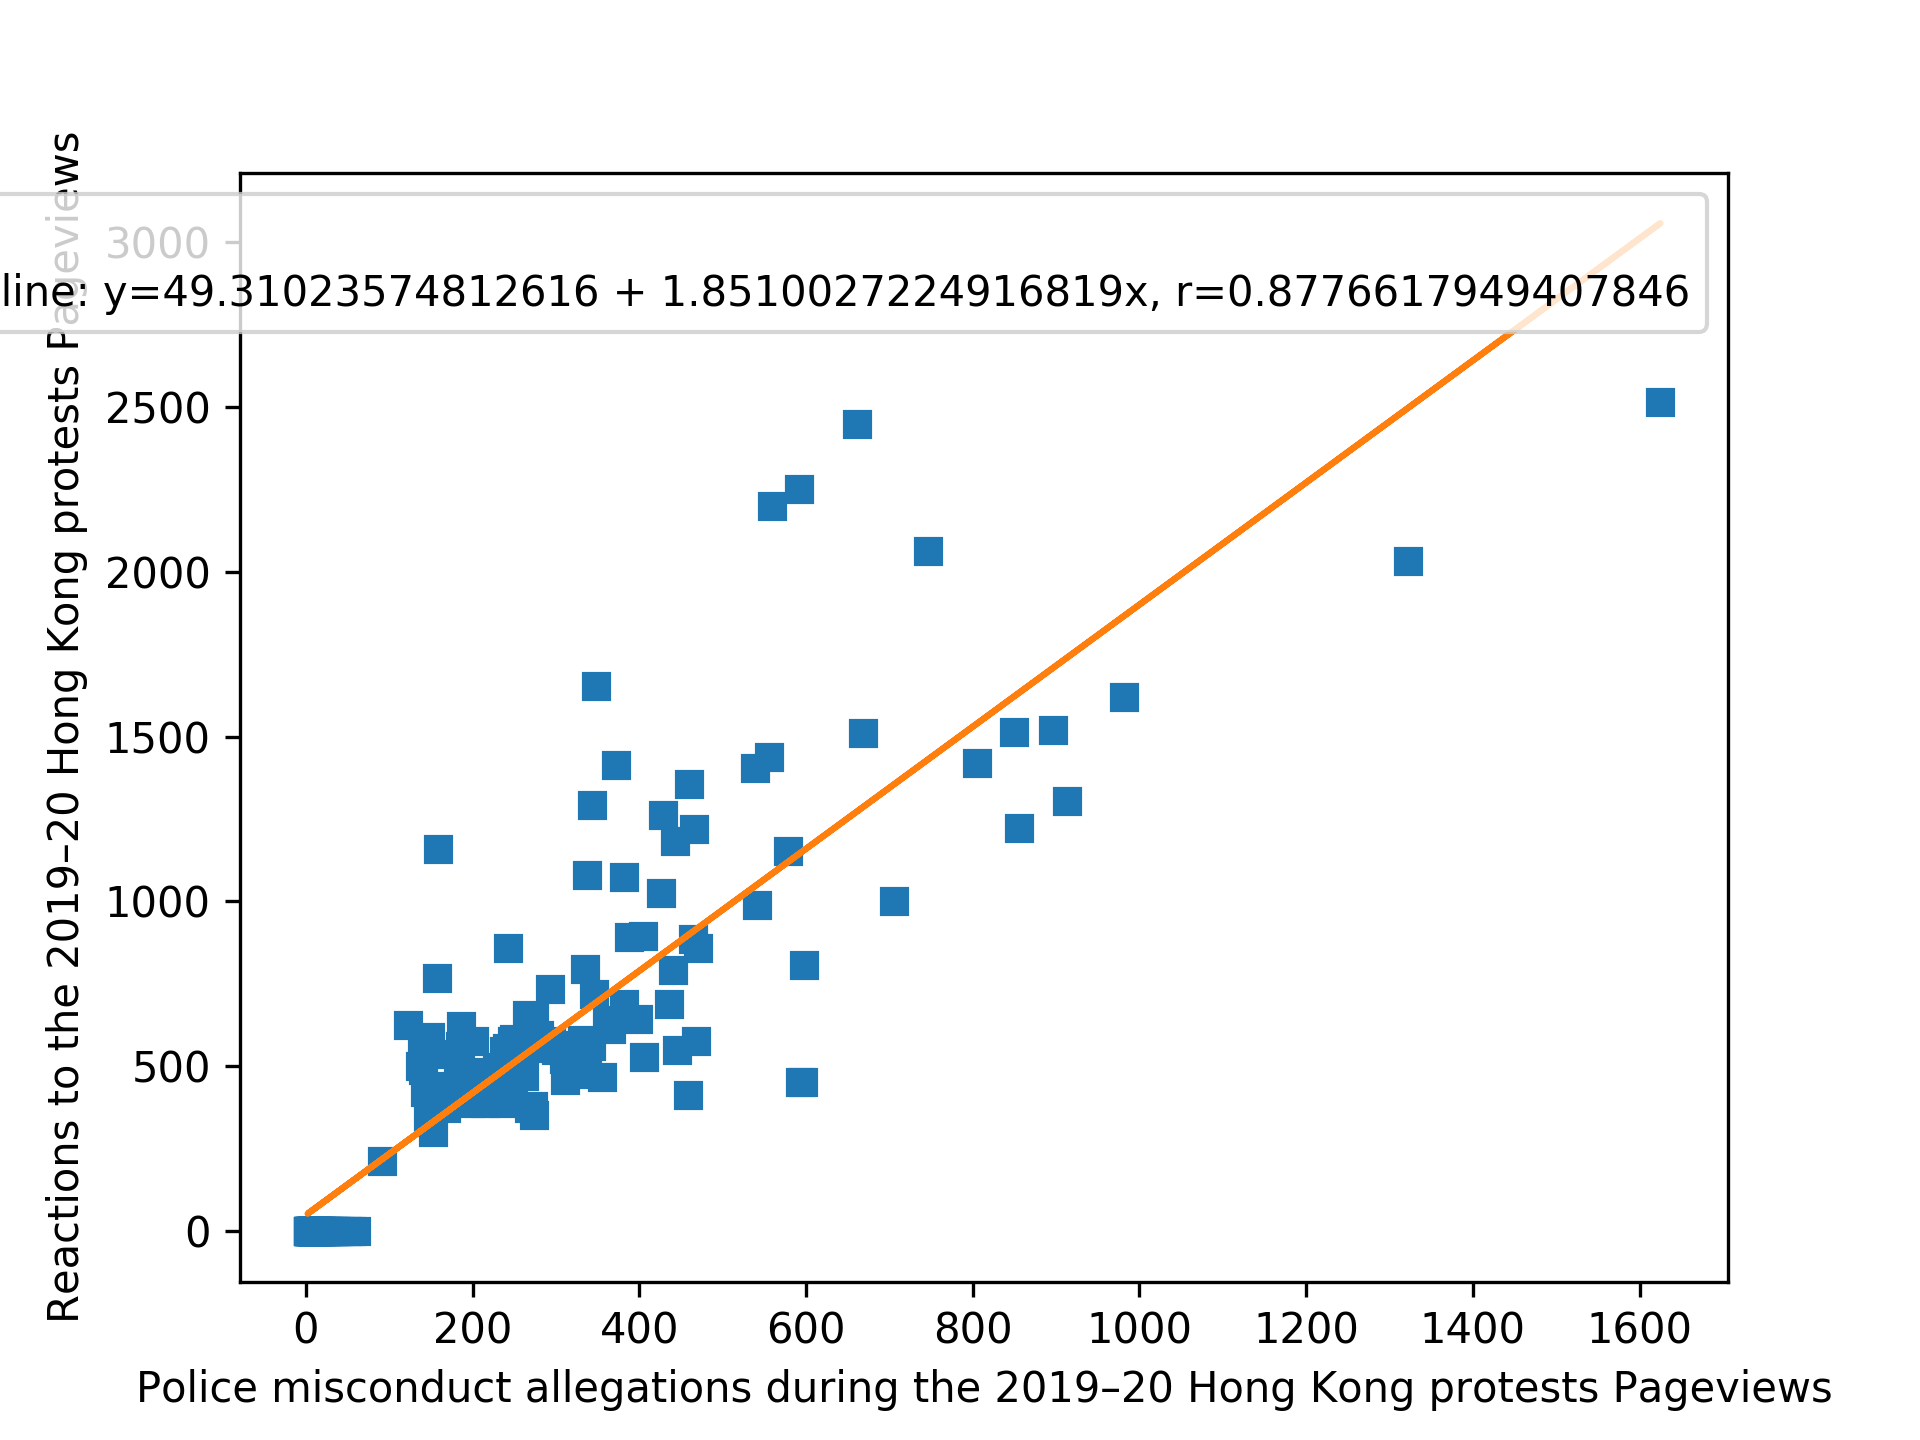 line: y=49.31023574812616 + 1.8510027224916819x, r=0.8776617949407846
Reactions to the 2019–20 Hong Kong protests Pageviews
3000
2500
2000
1500
1000
500
0
0 200 400 600 800 1000 1200 1400 1600
Police misconduct allegations during the 2019–20 Hong Kong protests Pageviews